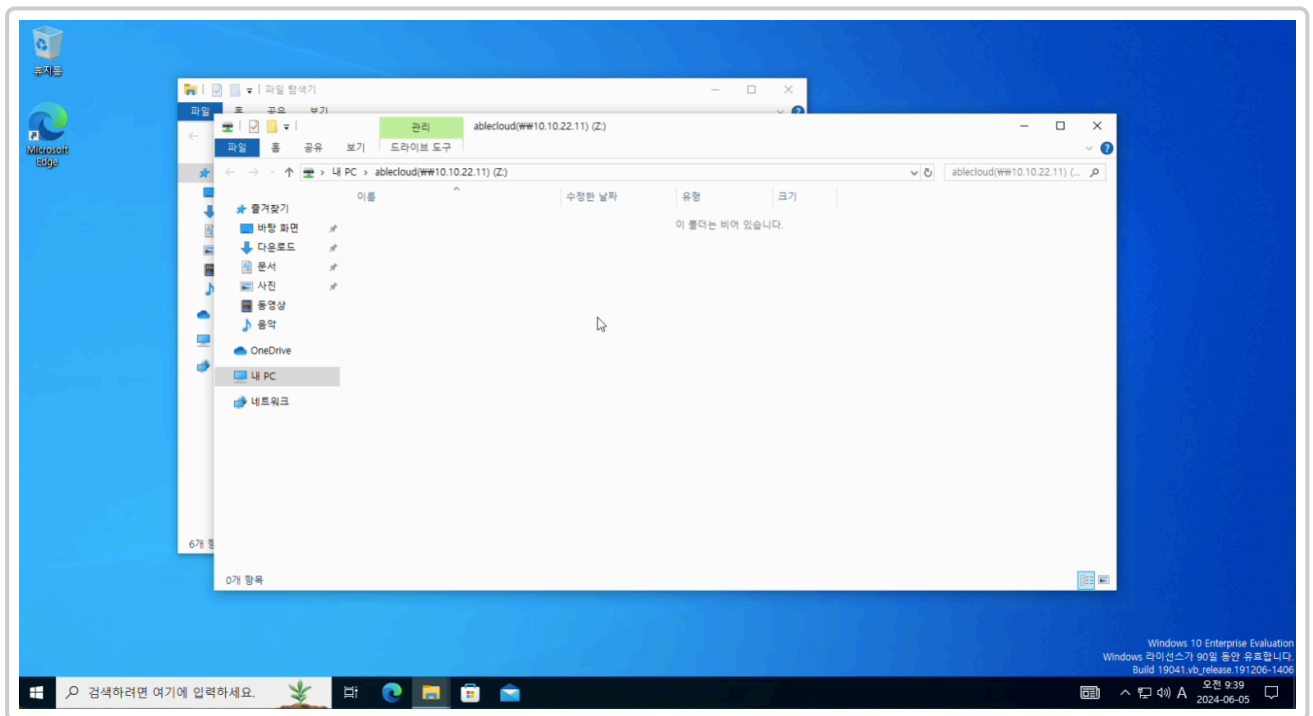 휴지통
Microsoft
Edge
파일 탐색기
파일 홈 공유 보기
관리 ablecloud(₩₩10.10.22.11) (Z:)
파일 홈 공유 보기 드라이브 도구
내 PC > ablecloud(₩₩10.10.22.11) (Z:)
ablecloud(₩₩10.10.22.11) (...
이름 수정한 날짜 유형 크기
이 폴더는 비어 있습니다.
즐겨찾기
바탕 화면
다운로드
문서
사진
동영상
음악
OneDrive
내 PC
네트워크
6개
0개 항목
Windows 10 Enterprise Evaluation
Windows 라이선스가 90일 동안 유효합니다.
Build 19041.vb_release.191206-1406
검색하려면 여기에 입력하세요.
A
오전 9:39
2024-06-05